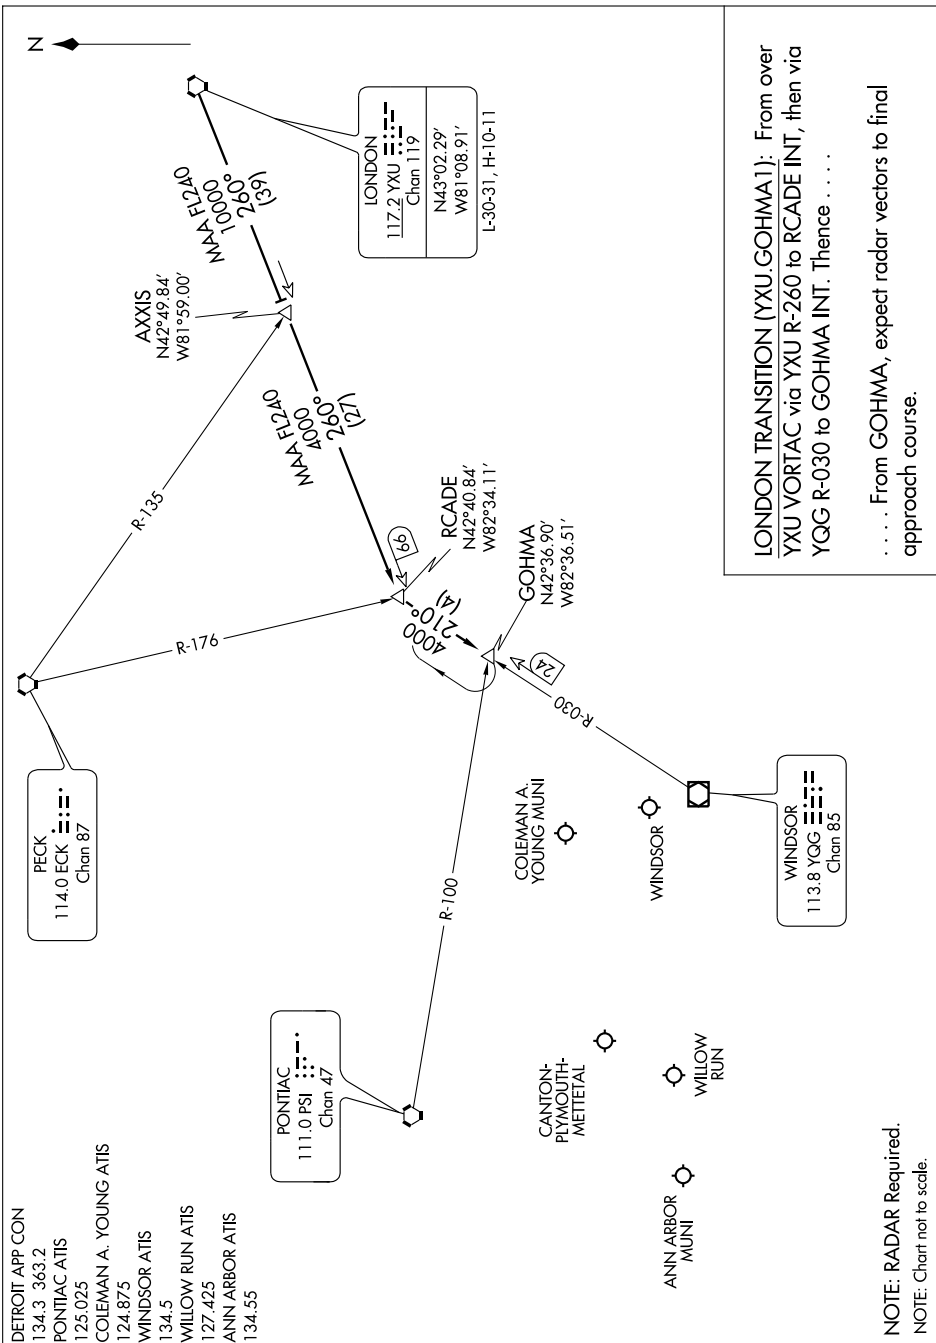 DETROIT APP CON
134.3 363.2
PONTIAC ATIS
125.025
COLEMAN A. YOUNG ATIS
124.875
WINDSOR ATIS
134.5
WILLOW RUN ATIS
127.425
ANN ARBOR ATIS
134.55
PECK
114.0 ECK
Chan 87
N
R-135
R-176
AXXIS
N42°49.84'
W81°59.00'
MAA FL240
10000
260°
(39)
LONDON
117.2 YXU
Chan 119
N43°02.29'
W81°08.91'
L-30-31, H-10-11
MAA FL240
4000
260°
(27)
66
RCADE
N42°40.84'
W82°34.11'
4000
210°
(4)
GOHMA
N42°36.90'
W82°36.51'
24
R-030
R-100
PONTIAC
111.0 PSI
Chan 47
COLEMAN A.
YOUNG MUNI
WINDSOR
WINDSOR
113.8 YQG
Chan 85
CANTON-
PLYMOUTH-
METTETAL
WILLOW
RUN
ANN ARBOR
MUNI
LONDON TRANSITION (YXU.GOHMA1): From over
YXU VORTAC via YXU R-260 to RCADE INT, then via
YQG R-030 to GOHMA INT. Thence . . . .
. . . . From GOHMA, expect radar vectors to final
approach course.
NOTE: RADAR Required.
NOTE: Chart not to scale.